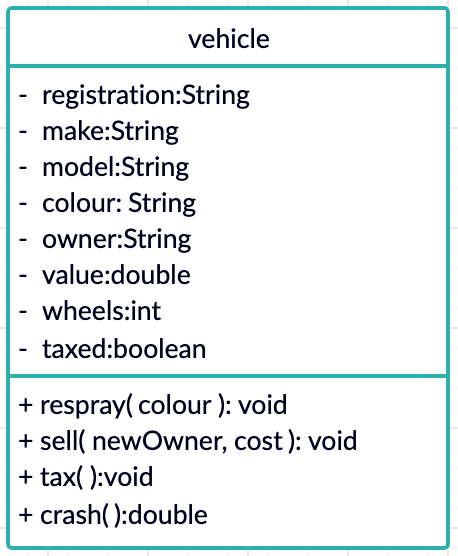 vehicle
- registration:String
- make:String
- model:String
- colour: String
- owner:String
- value:double
- wheels:int
- taxed:boolean
+ respray( colour ): void
+ sell( newOwner, cost ): void
+ tax( ):void
+ crash( ):double